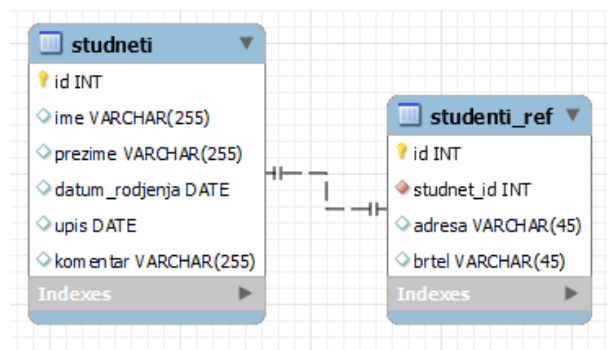 studneti
id INT
ime VARCHAR(255)
prezime VARCHAR(255)
datum_rodjenja DATE
upis DATE
komentar VARCHAR(255)
Indexes
studenti_ref
id INT
studnet_id INT
adresa VARCHAR(45)
brtel VARCHAR(45)
Indexes